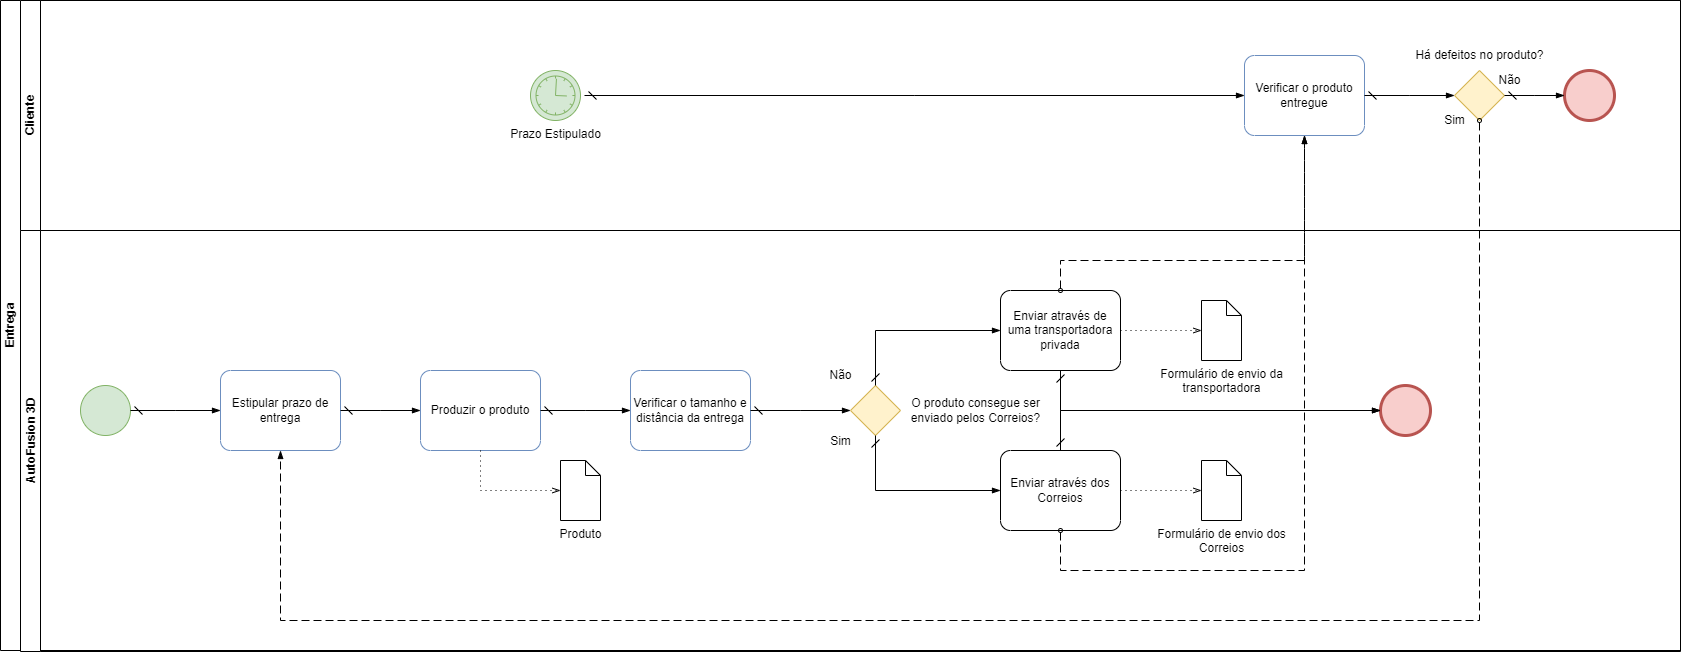 Entrega
Cliente
Prazo Estipulado
Verificar o produto
entregue
Há defeitos no produto?
Não
Sim
AutoFusion 3D
Estipular prazo de
entrega
Produzir o produto
Produto
Verificar o tamanho e
distância da entrega
Não
Sim
O produto consegue ser
enviado pelos Correios?
Enviar através de
uma transportadora
privada
Formulário de envio da
transportadora
Enviar através dos
Correios
Formulário de envio dos
Correios